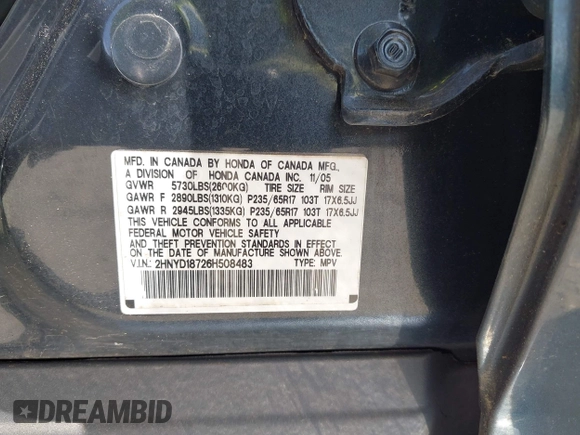 MFD. IN CANADA BY HONDA OF CANADA MFG.,
A DIVISION OF HONDA CANADA INC. 11/05
GVWR 5730LBS(2600KG) TIRE SIZE RIM SIZE
GAWR F 2890LBS(1310KG) P235/65R17 103T 17X6.5JJ
GAWR R 2945LBS(1335KG) P235/65R17 103T 17X6.5JJ
THIS VEHICLE CONFORMS TO ALL APPLICABLE
FEDERAL MOTOR VEHICLE SAFETY
AND THEFT PREVENTION STANDARDS IN EFFECT
ON THE DATE OF MANUFACTURE SHOWN ABOVE.
V.I.N.: 2HNYD18726H508483 TYPE: MPV
DREAMBID